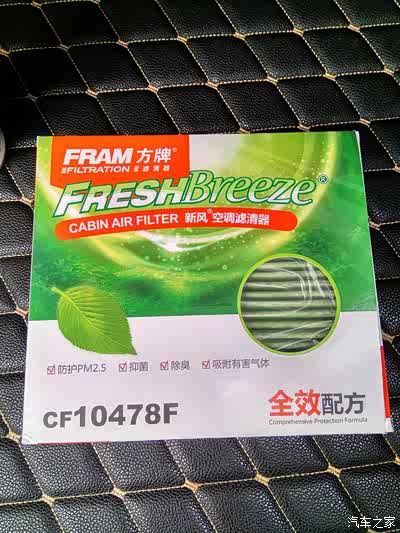 FRAM 方牌®
FILTRATION 滤清器
FRESHBreeze®
CABIN AIR FILTER 新风®空调滤清器
防护PM2.5 抑菌 除臭 吸附有害气体
CF10478F
全效配方
Comprehensive Protection Formula
汽车之家